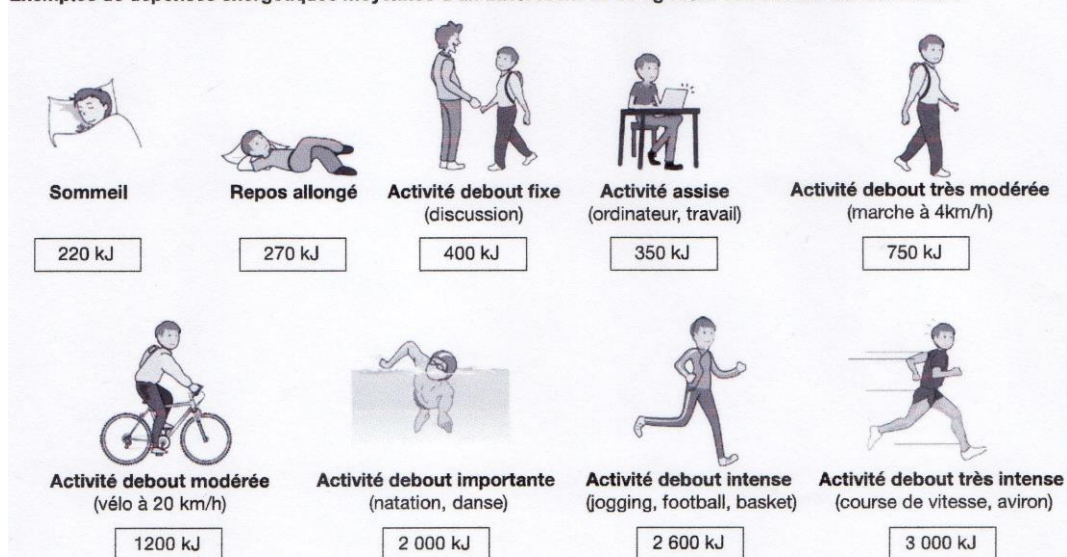 Sommeil
Repos allongé
Activité debout fixe
(discussion)
Activité assise
(ordinateur, travail)
Activité debout très modérée
(marche à 4km/h)
220 kJ
270 kJ
400 kJ
350 kJ
750 kJ
Activité debout modérée
(vélo à 20 km/h)
Activité debout importante
(natation, danse)
Activité debout intense
(jogging, football, basket)
Activité debout très intense
(course de vitesse, aviron)
1200 kJ
2 000 kJ
2 600 kJ
3 000 kJ